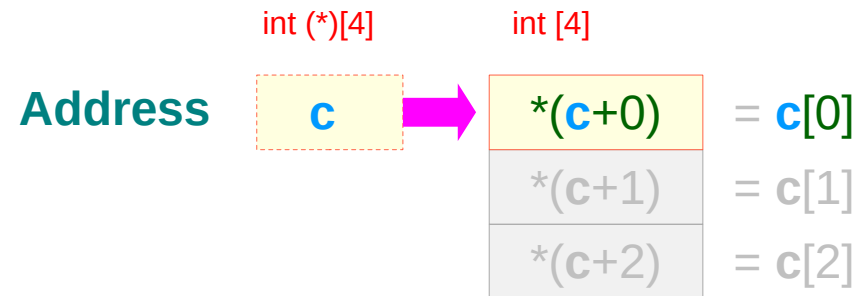 int (*)[4] int [4]
Address c *(c+0) = c[0]
*(c+1) = c[1]
*(c+2) = c[2]